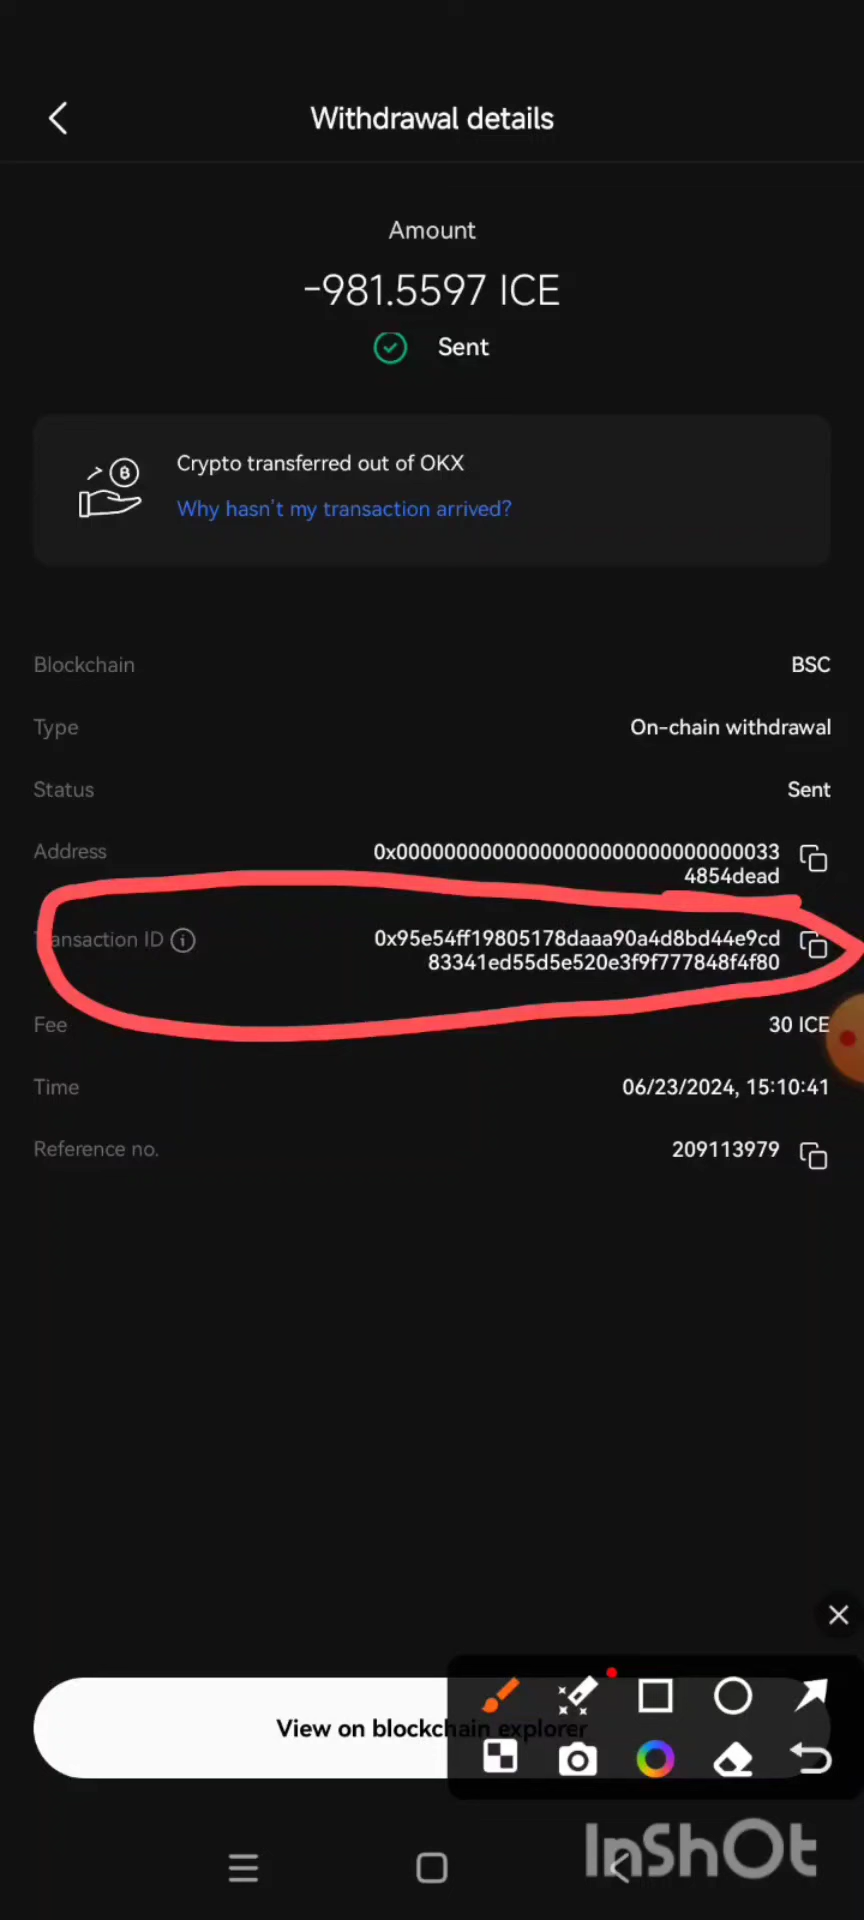 Withdrawal details
Amount
-981.5597 ICE
Sent
Crypto transferred out of OKX
Why hasn't my transaction arrived?
Blockchain BSC
Type On-chain withdrawal
Status Sent
Address 0x00000000000000000000000000000033
4854dead
ansaction ID 0x95e54ff19805178daaa90a4d8bd44e9cd
83341ed55d5e520e3f9f777848f4f80
Fee 30 ICE
Time 06/23/2024, 15:10:41
Reference no. 209113979
View on blockchain explorer
InShOt